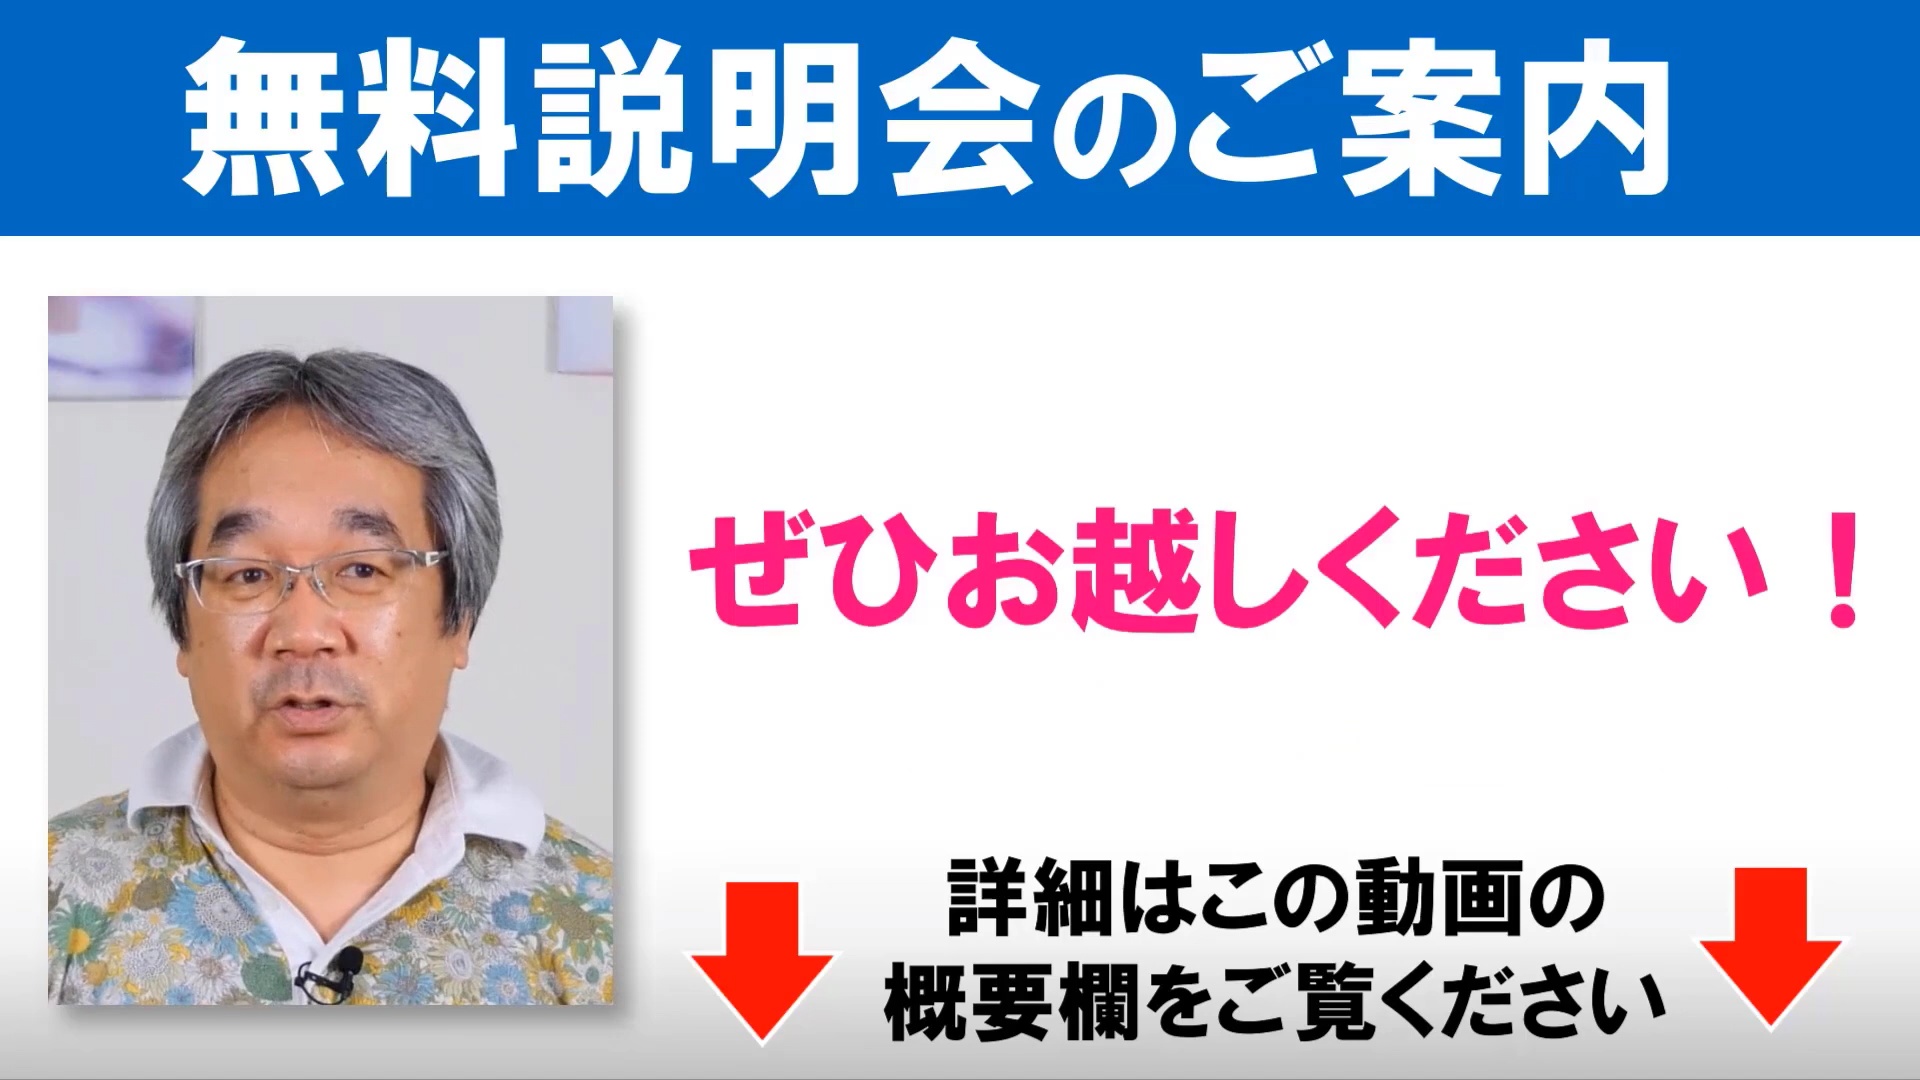 無料説明会のご案内
ぜひお越しください！
詳細はこの動画の
概要欄をご覧ください